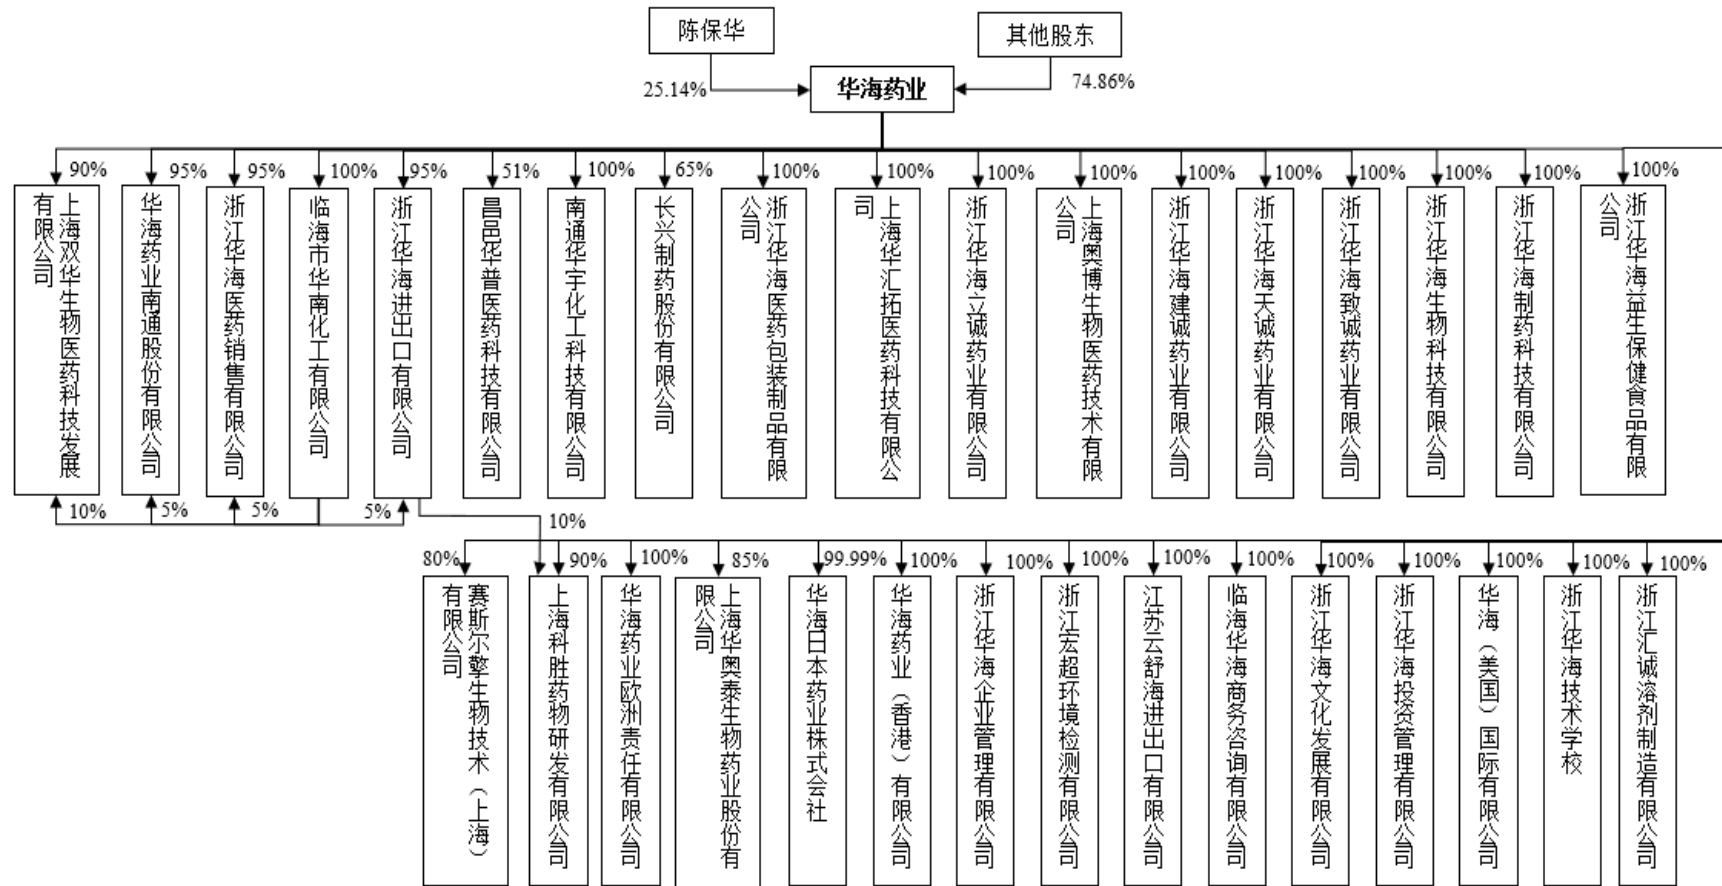 陈保华
其他股东
25.14%
华海药业
74.86%
90%
95%
95%
100%
95%
51%
100%
65%
100%
100%
100%
100%
100%
100%
100%
100%
100%
100%
上海双华生物医药科技发展
有限公司
华海药业南通股份有限公司
浙江华海医药销售有限公司
临海市华南化工有限公司
浙江华海进出口有限公司
昌邑华普医药科技有限公司
南通华宇化工科技有限公司
长兴制药股份有限公司
浙江华海医药包装制品有限
公司
上海华汇拓医药科技有限公
司
浙江华海立诚药业有限公司
上海奥博生物医药技术有限
公司
浙江华海建诚药业有限公司
浙江华海天诚药业有限公司
浙江华海致诚药业有限公司
浙江华海生物科技有限公司
浙江华海制药科技有限公司
浙江华海益生保健食品有限
公司
10%
5%
5%
5%
10%
80%
90%
100%
85%
99.99%
100%
100%
100%
100%
100%
100%
100%
100%
100%
100%
赛斯尔擎生物技术（上海）
有限公司
上海科胜药物研发有限公司
华海药业欧洲责任有限公司
上海华奥泰生物药业股份有
限公司
华海日本药业株式会社
华海药业（香港）有限公司
浙江华海企业管理有限公司
浙江宏超环境检测有限公司
江苏云舒海进出口有限公司
临海华海商务咨询有限公司
浙江华海文化发展有限公司
浙江华海投资管理有限公司
华海（美国）国际有限公司
浙江华海技术学校
浙江汇诚溶剂制造有限公司